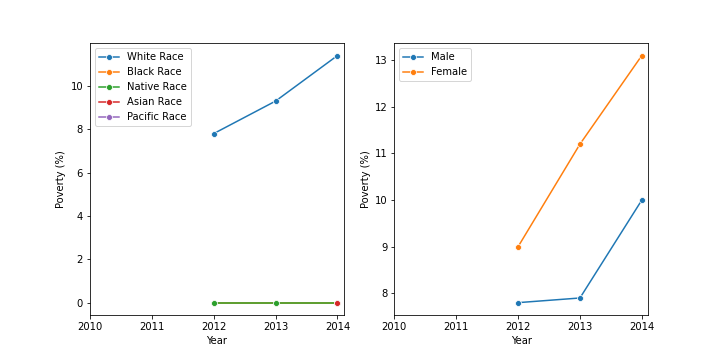 White Race
Black Race
Native Race
Asian Race
Pacific Race
10
8
6
4
2
0
Poverty (%)
2010 2011 2012 2013 2014
Year
Male
Female
13
12
11
10
9
8
Poverty (%)
2010 2011 2012 2013 2014
Year